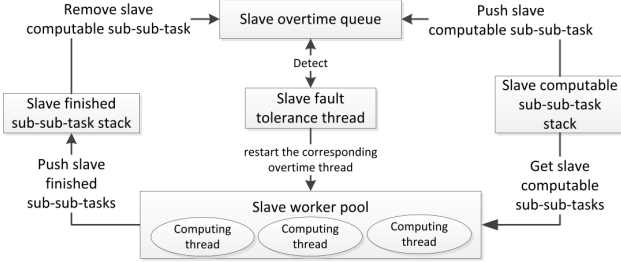 Remove slave
computable sub-sub-task
Slave overtime queue
Push slave
computable sub-sub-task
Detect
Slave finished
sub-sub-task stack
Slave fault
tolerance thread
Slave computable
sub-sub-task
stack
Push slave
finished
sub-sub-tasks
restart the corresponding
overtime thread
Get slave
computable
sub-sub-tasks
Slave worker pool
Computing
thread
Computing
thread
Computing
thread